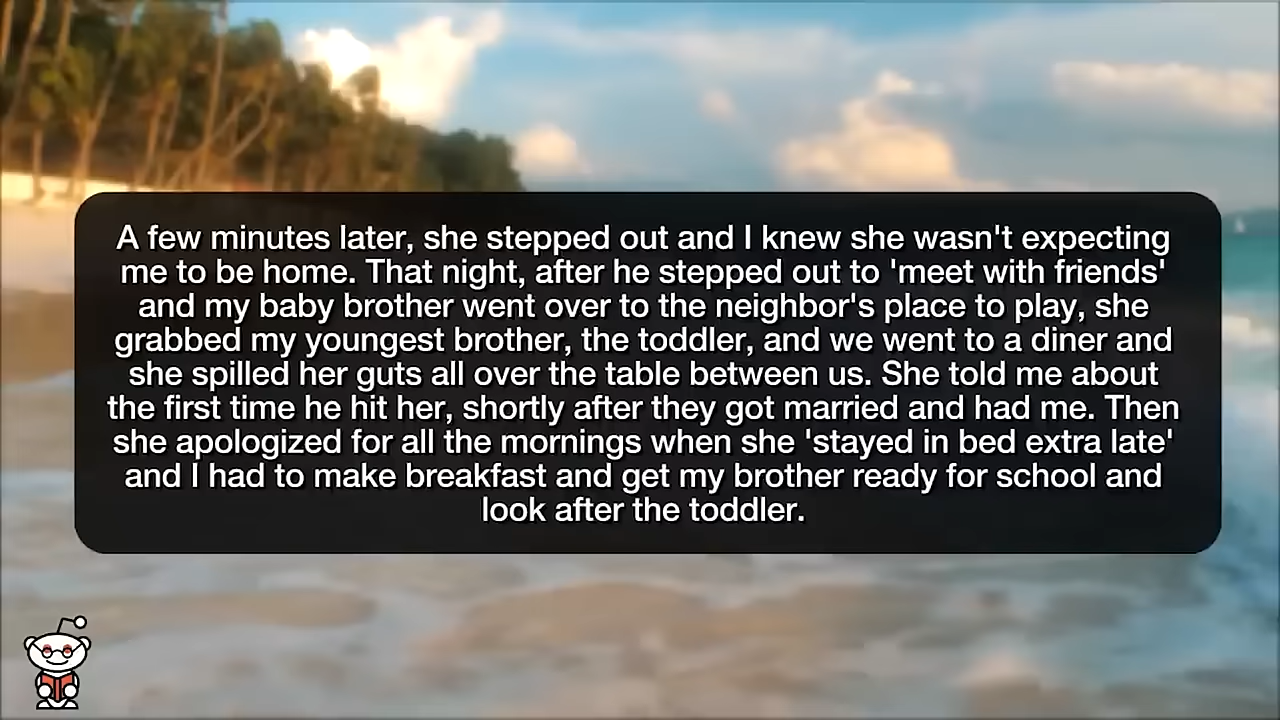 A few minutes later, she stepped out and I knew she wasn't expecting
me to be home. That night, after he stepped out to 'meet with friends'
and my baby brother went over to the neighbor's place to play, she
grabbed my youngest brother, the toddler, and we went to a diner and
she spilled her guts all over the table between us. She told me about
the first time he hit her, shortly after they got married and had me. Then
she apologized for all the mornings when she 'stayed in bed extra late'
and I had to make breakfast and get my brother ready for school and
look after the toddler.